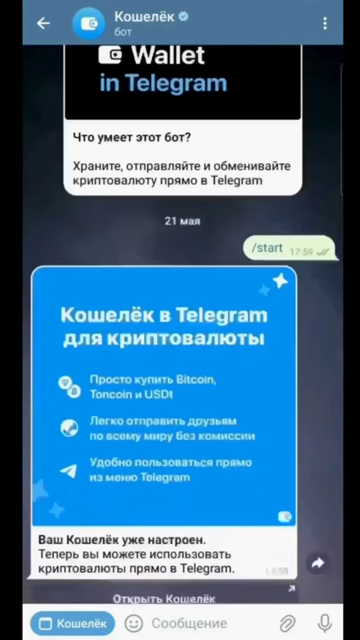 Кошелёк
бот
Wallet
in Telegram
Что умеет этот бот?
Храните, отправляйте и обменивайте
криптовалюту прямо в Telegram
21 мая
/start 17:59
Кошелёк в Telegram
для криптовалюты
Просто купить Bitcoin,
Toncoin и USDt
Легко отправить друзьям
по всему миру без комиссии
Удобно пользоваться прямо
из меню Telegram
Ваш Кошелёк уже настроен.
Теперь вы можете использовать
криптовалюты прямо в Telegram.
Открыть Кошелёк
Кошелёк
Сообщение